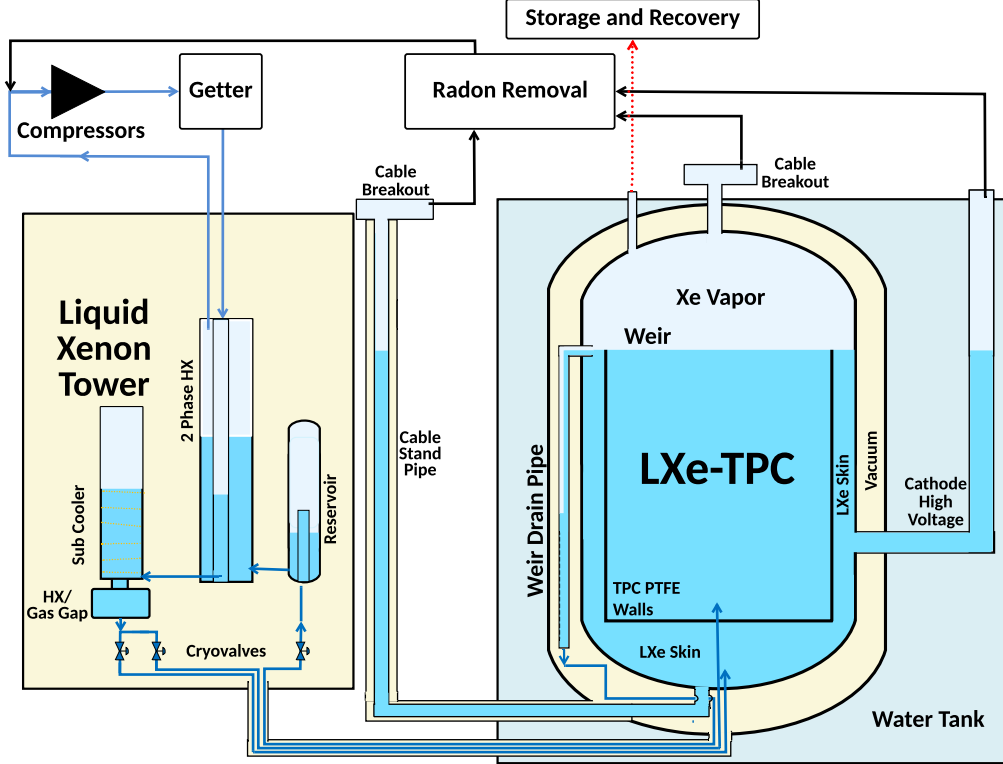 Storage and Recovery
Getter
Radon Removal
Compressors
Cable
Breakout
Cable
Breakout
Liquid
Xenon
Tower
Xe Vapor
Weir
2 Phase HX
Cable
Stand
Pipe
LXe-TPC
LXe Skin
Vacuum
Weir Drain Pipe
Sub Cooler
Reservoir
Cathode
High
Voltage
HX/
Gas Gap
TPC PTFE
Walls
Cryovalves
LXe Skin
Water Tank